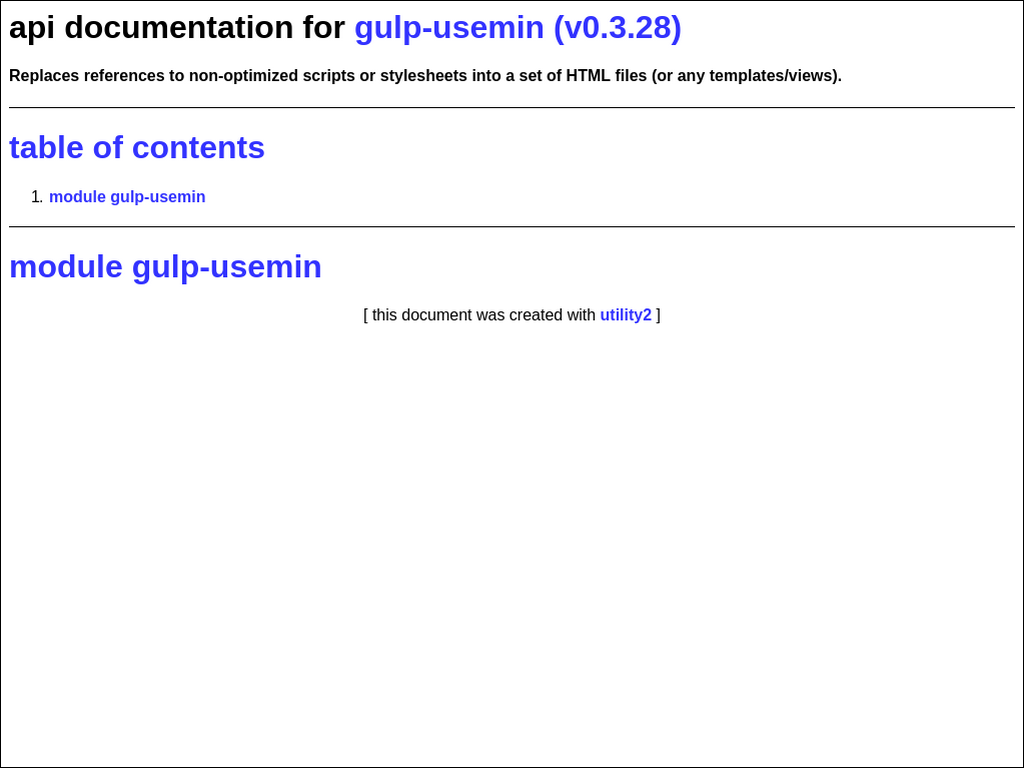 api documentation for gulp-usemin (v0.3.28)
Replaces references to non-optimized scripts or stylesheets into a set of HTML files (or any templates/views).
table of contents
1. module gulp-usemin
module gulp-usemin
[ this document was created with utility2 ]